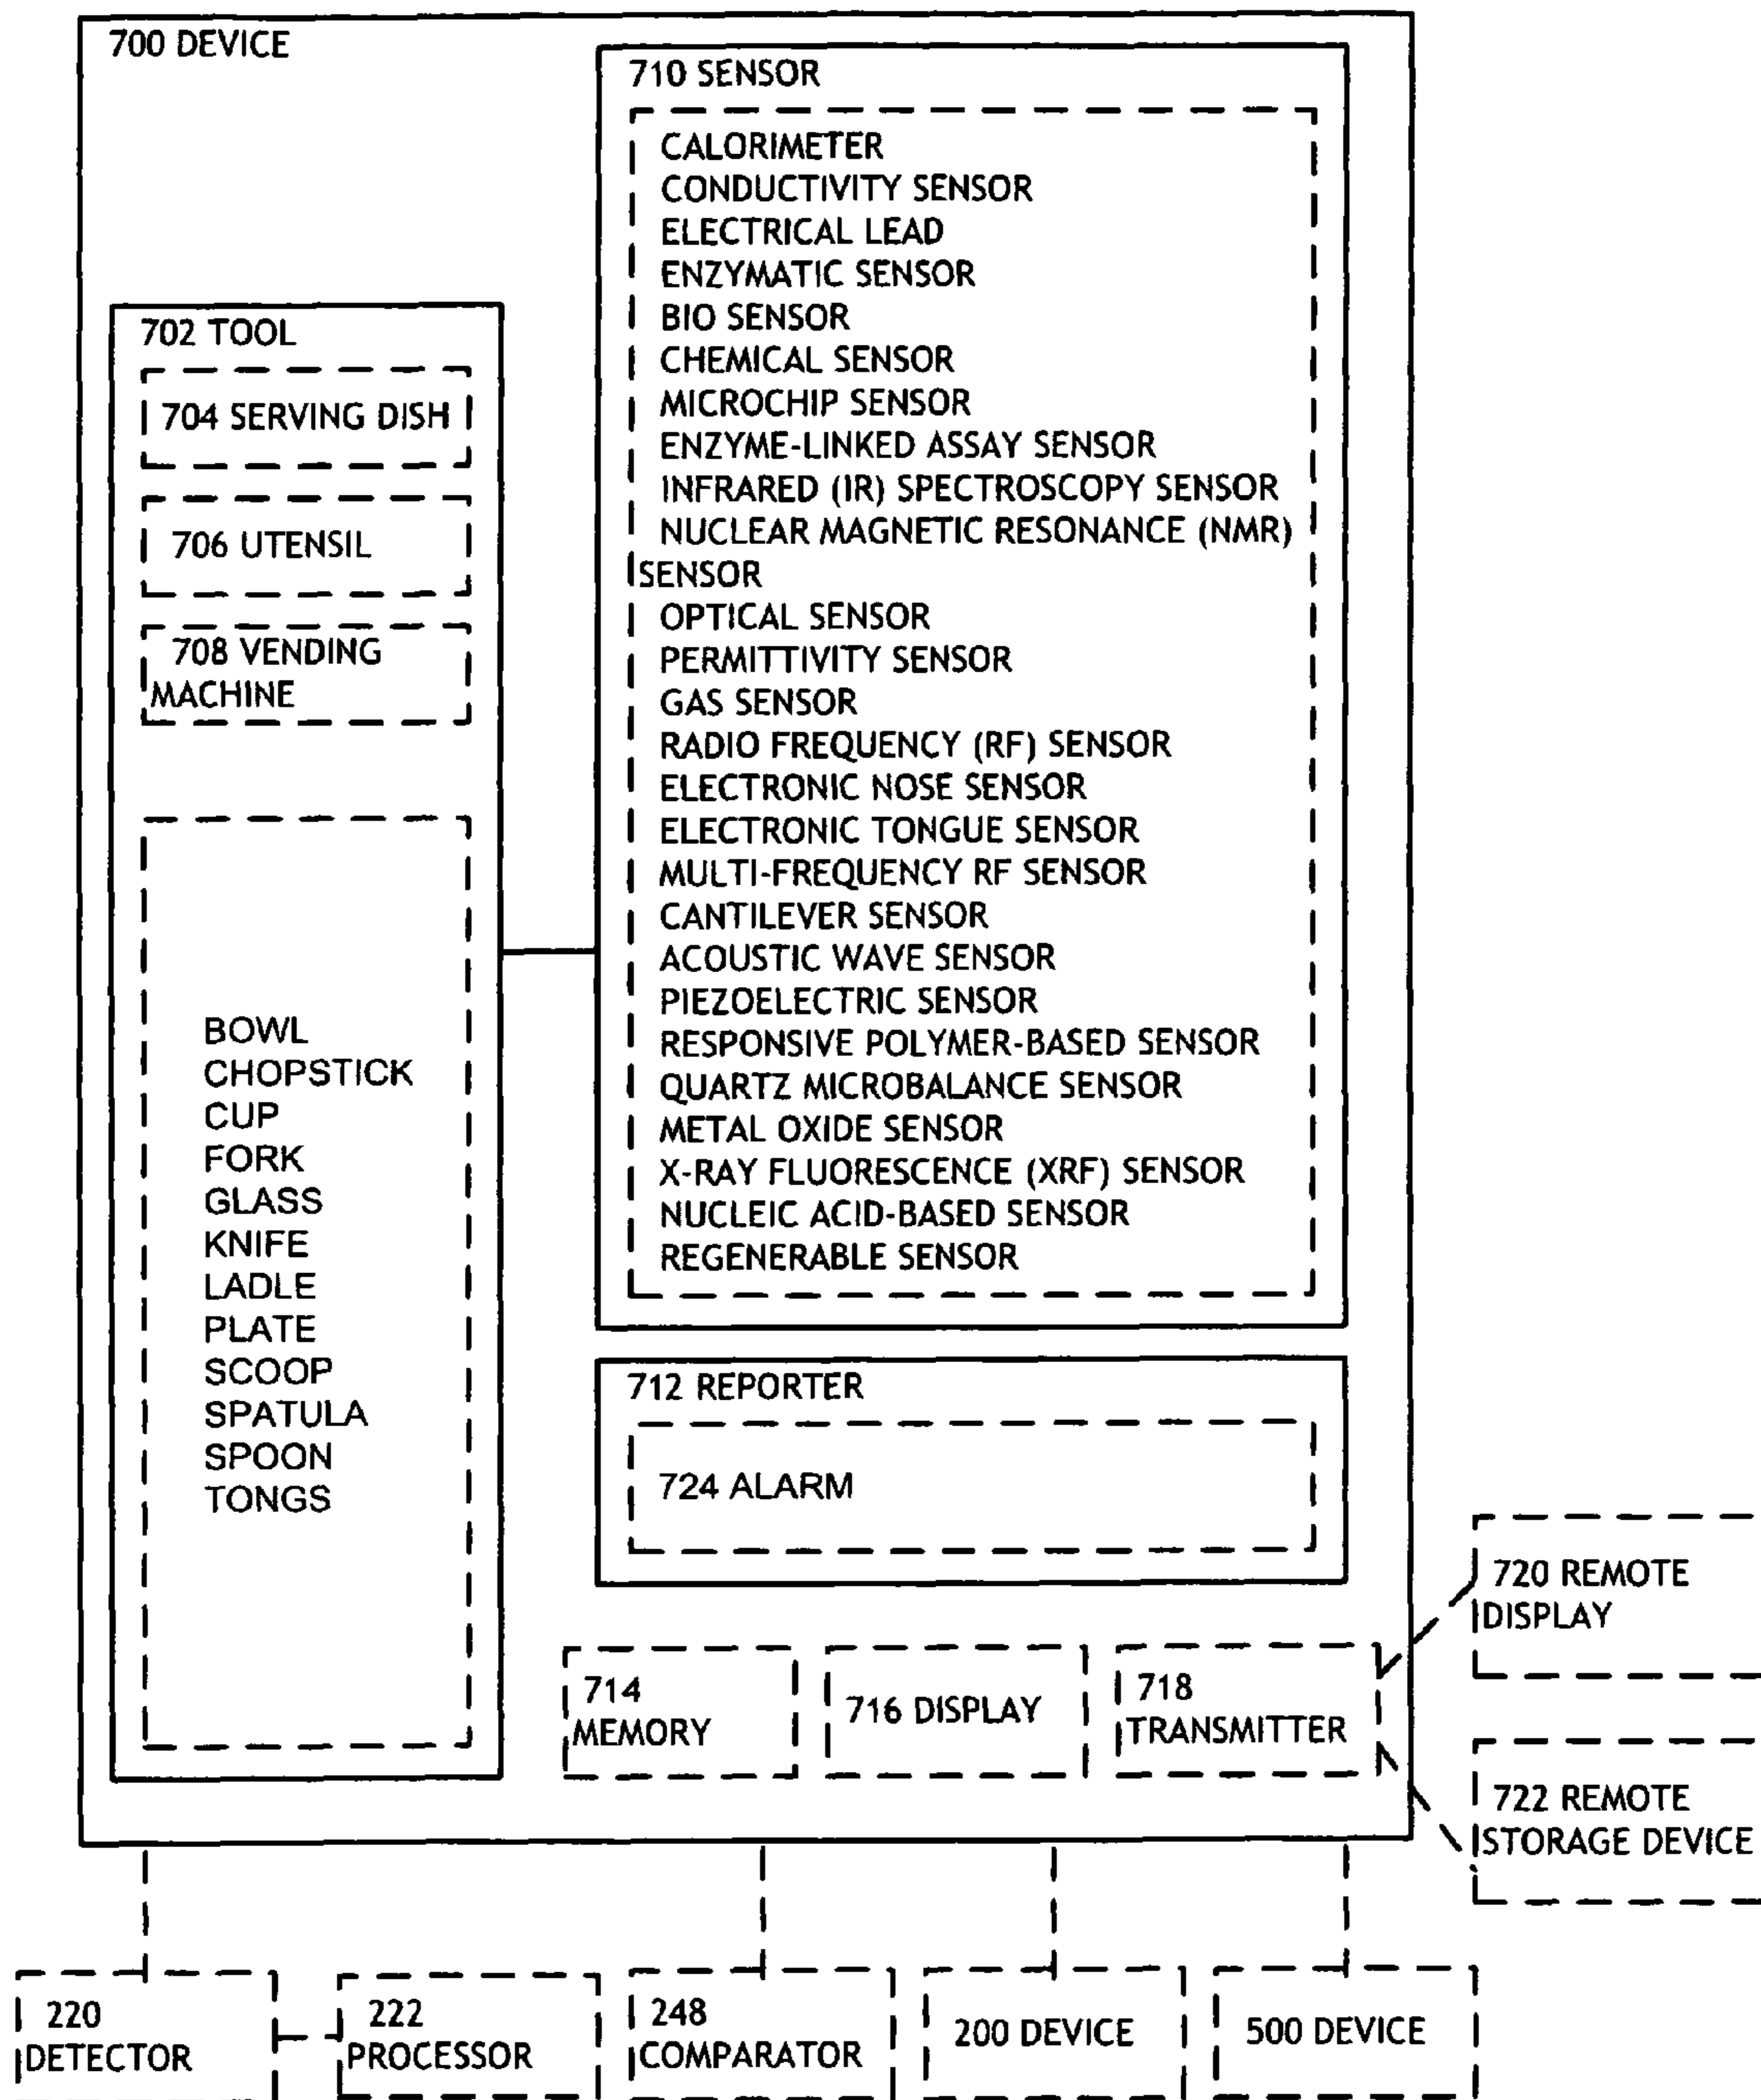 700 DEVICE
702 TOOL
704 SERVING DISH
706 UTENSIL
708 VENDING
MACHINE
BOWL
CHOPSTICK
CUP
FORK
GLASS
KNIFE
LADLE
PLATE
SCOOP
SPATULA
SPOON
TONGS
710 SENSOR
CALORIMETER
CONDUCTIVITY SENSOR
ELECTRICAL LEAD
ENZYMATIC SENSOR
BIO SENSOR
CHEMICAL SENSOR
MICROCHIP SENSOR
ENZYME-LINKED ASSAY SENSOR
INFRARED (IR) SPECTROSCOPY SENSOR
NUCLEAR MAGNETIC RESONANCE (NMR)
SENSOR
OPTICAL SENSOR
PERMITTIVITY SENSOR
GAS SENSOR
RADIO FREQUENCY (RF) SENSOR
ELECTRONIC NOSE SENSOR
ELECTRONIC TONGUE SENSOR
MULTI-FREQUENCY RF SENSOR
CANTILEVER SENSOR
ACOUSTIC WAVE SENSOR
PIEZOELECTRIC SENSOR
RESPONSIVE POLYMER-BASED SENSOR
QUARTZ MICROBALANCE SENSOR
METAL OXIDE SENSOR
X-RAY FLUORESCENCE (XRF) SENSOR
NUCLEIC ACID-BASED SENSOR
REGENERABLE SENSOR
712 REPORTER
724 ALARM
714
MEMORY
716 DISPLAY
718
TRANSMITTER
720 REMOTE
DISPLAY
722 REMOTE
STORAGE DEVICE
220
DETECTOR
222
PROCESSOR
248
COMPARATOR
200 DEVICE
500 DEVICE